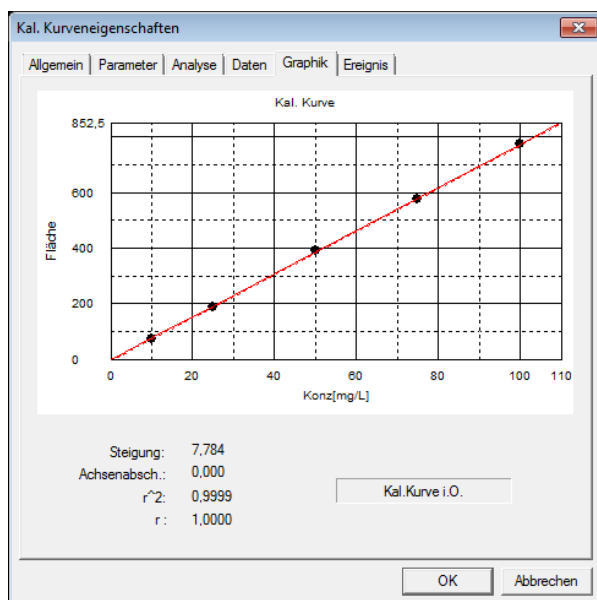 Kal. Kurveneigenschaften
Allgemein Parameter Analyse Daten Graphik Ereignis
Kal. Kurve
852,5
600
400
200
0
Fläche
0 20 40 60 80 100 110
Konz[mg/L]
Steigung: 7,784
Achsenabsch.: 0,000
r^2: 0,9999
r : 1,0000
Kal.Kurve i.O.
OK Abbrechen